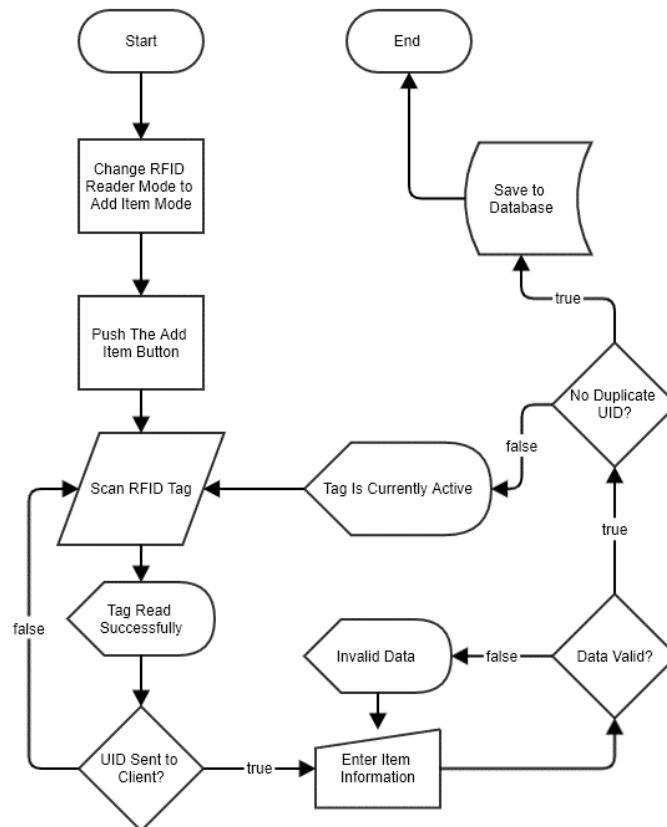 Start
End
Change RFID
Reader Mode to
Add Item Mode
Save to
Database
true
Push The Add
Item Button
No Duplicate
UID?
false
Scan RFID Tag
Tag Is Currently Active
true
Tag Read
Successfully
false
Invalid Data
false
Data Valid?
UID Sent to
Client?
true
Enter Item
Information